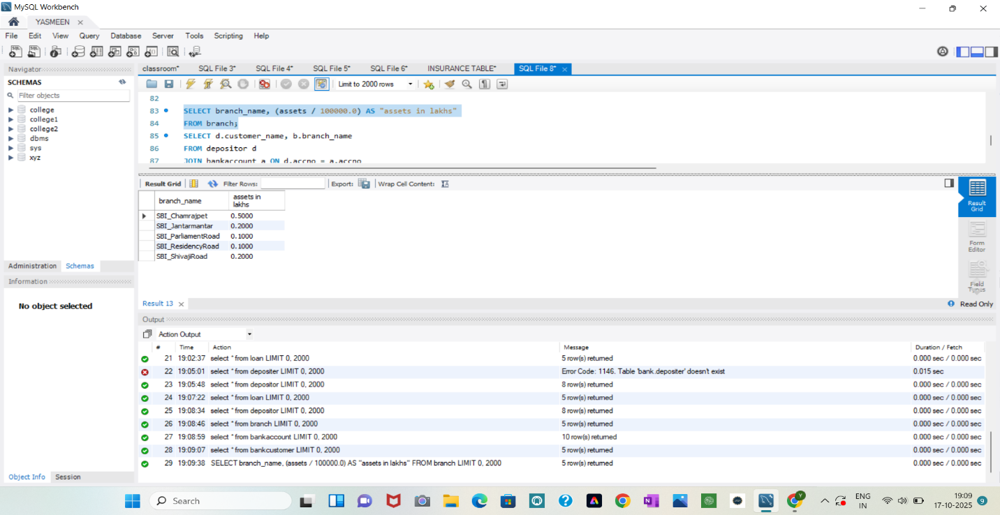 MySQL Workbench
YASMEEN
File Edit View Query Database Server Tools Scripting Help
Navigator
SCHEMAS
Filter objects
college
college1
college2
dbms
sys
xyz
Administration Schemas
Information
No object selected
Object Info Session
classroom* SQL File 3* SQL File 4* SQL File 5* SQL File 6* INSURANCE TABLE* SQL File 8*
Limit to 2000 rows
82
83 SELECT branch_name, (assets / 100000.0) AS "assets in lakhs"
84 FROM branch;
85 SELECT d.customer_name, b.branch_name
86 FROM depositor d
87 JOIN bankaccount a ON d.accno = a.accno
Result Grid Filter Rows: Export: Wrap Cell Content:
branch_name assets in lakhs
SBI_Chamrajpet 0.5000
SBI_Jantarmantar 0.2000
SBI_ParliamentRoad 0.1000
SBI_ResidencyRoad 0.1000
SBI_ShivajiRoad 0.2000
Result Grid
Form Editor
Field Types
Result 13
Read Only
Output
Action Output
# Time Action Message Duration / Fetch
21 19:02:37 select * from loan LIMIT 0, 2000 5 row(s) returned 0.000 sec / 0.000 sec
22 19:05:01 select * from depositer LIMIT 0, 2000 Error Code: 1146. Table 'bank.depositer' doesn't exist 0.015 sec
23 19:05:48 select * from depositor LIMIT 0, 2000 8 row(s) returned 0.000 sec / 0.000 sec
24 19:07:22 select * from loan LIMIT 0, 2000 5 row(s) returned 0.000 sec / 0.000 sec
25 19:08:34 select * from depositor LIMIT 0, 2000 8 row(s) returned 0.000 sec / 0.000 sec
26 19:08:46 select * from branch LIMIT 0, 2000 5 row(s) returned 0.000 sec / 0.000 sec
27 19:08:59 select * from bankaccount LIMIT 0, 2000 10 row(s) returned 0.000 sec / 0.000 sec
28 19:09:07 select * from bankcustomer LIMIT 0, 2000 5 row(s) returned 0.000 sec / 0.000 sec
29 19:09:38 SELECT branch_name, (assets / 100000.0) AS "assets in lakhs" FROM branch LIMIT 0, 2000 5 row(s) returned 0.000 sec / 0.000 sec
Search
ENG
IN
19:09
17-10-2025
9